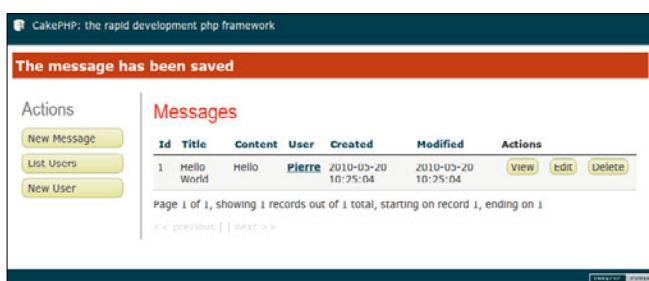 CakePHP: the rapid development php framework
The message has been saved
Actions
New Message
List Users
New User
Messages
Id Title Content User Created Modified Actions
1 Hello World Hello Pierre 2010-05-20 10:25:04 2010-05-20 10:25:04 View Edit Delete
Page 1 of 1, showing 1 records out of 1 total, starting on record 1, ending on 1
<< previous | | next >>